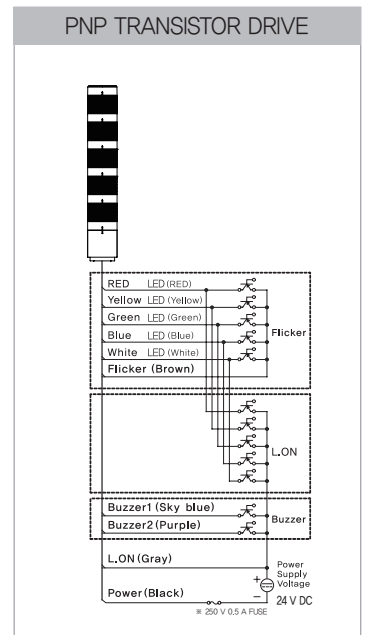 PNP TRANSISTOR DRIVE
RED LED (RED)
Yellow LED (Yellow)
Green LED (Green)
Blue LED (Blue)
White LED (White)
Flicker (Brown)
Flicker
L.ON
Buzzer1 (Sky blue)
Buzzer2 (Purple)
Buzzer
L.ON (Gray)
Power Supply Voltage
+
Power (Black)
− 24 V DC
※ 250 V 0.5 A FUSE